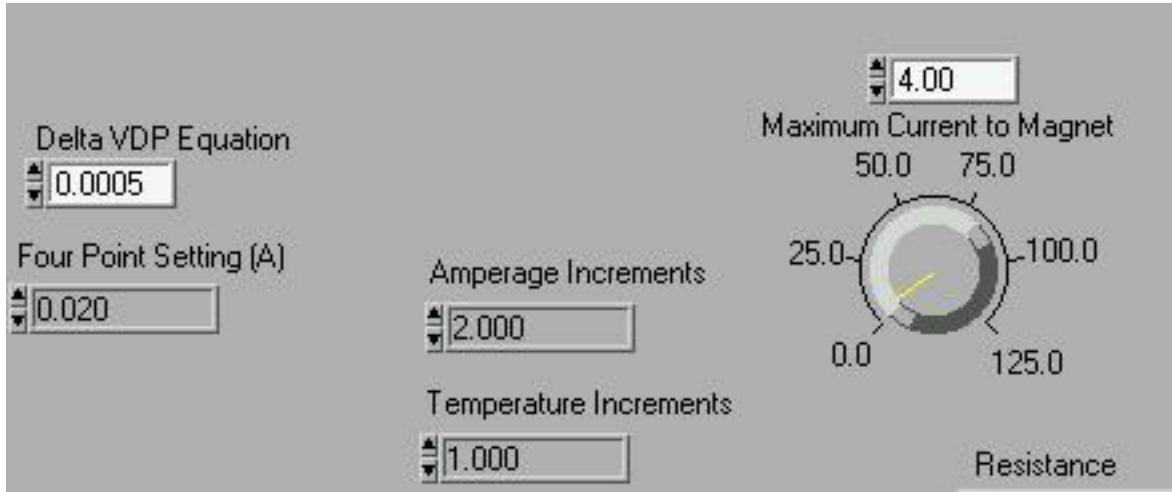 4.00
Maximum Current to Magnet
50.0 75.0
25.0 100.0
0.0 125.0
Delta VDP Equation
0.0005
Four Point Setting (A)
0.020
Amperage Increments
2.000
Temperature Increments
1.000
Resistance